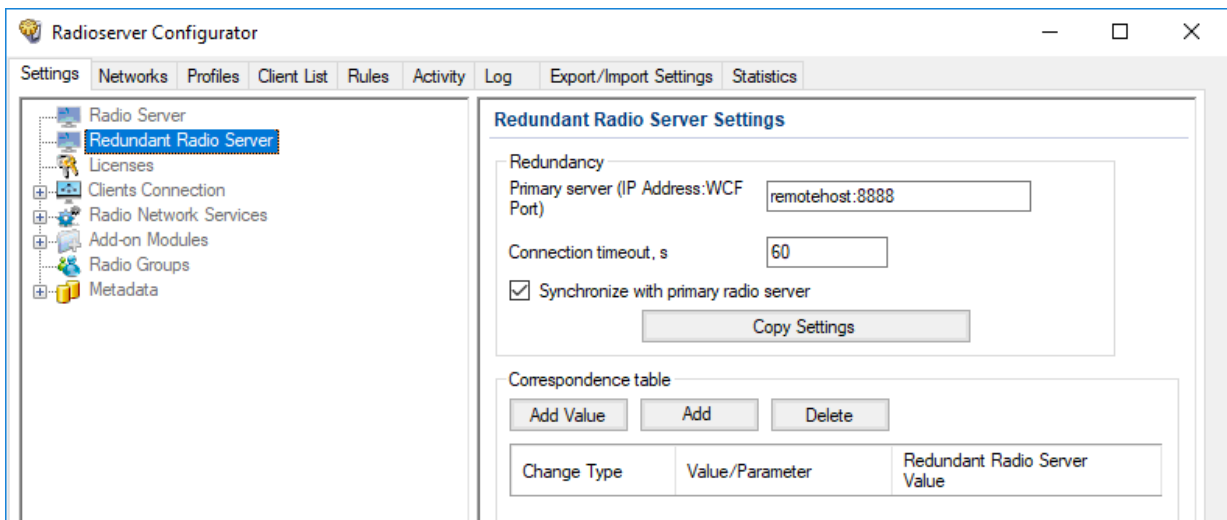 Radioserver Configurator
Settings Networks Profiles Client List Rules Activity Log Export/Import Settings Statistics
Radio Server
Redundant Radio Server
Licenses
Clients Connection
Radio Network Services
Add-on Modules
Radio Groups
Metadata
Redundant Radio Server Settings
Redundancy
Primary server (IP Address:WCF
Port)
remotehost:8888
Connection timeout, s
60
Synchronize with primary radio server
Copy Settings
Correspondence table
Add Value Add Delete
Change Type Value/Parameter Redundant Radio Server
Value